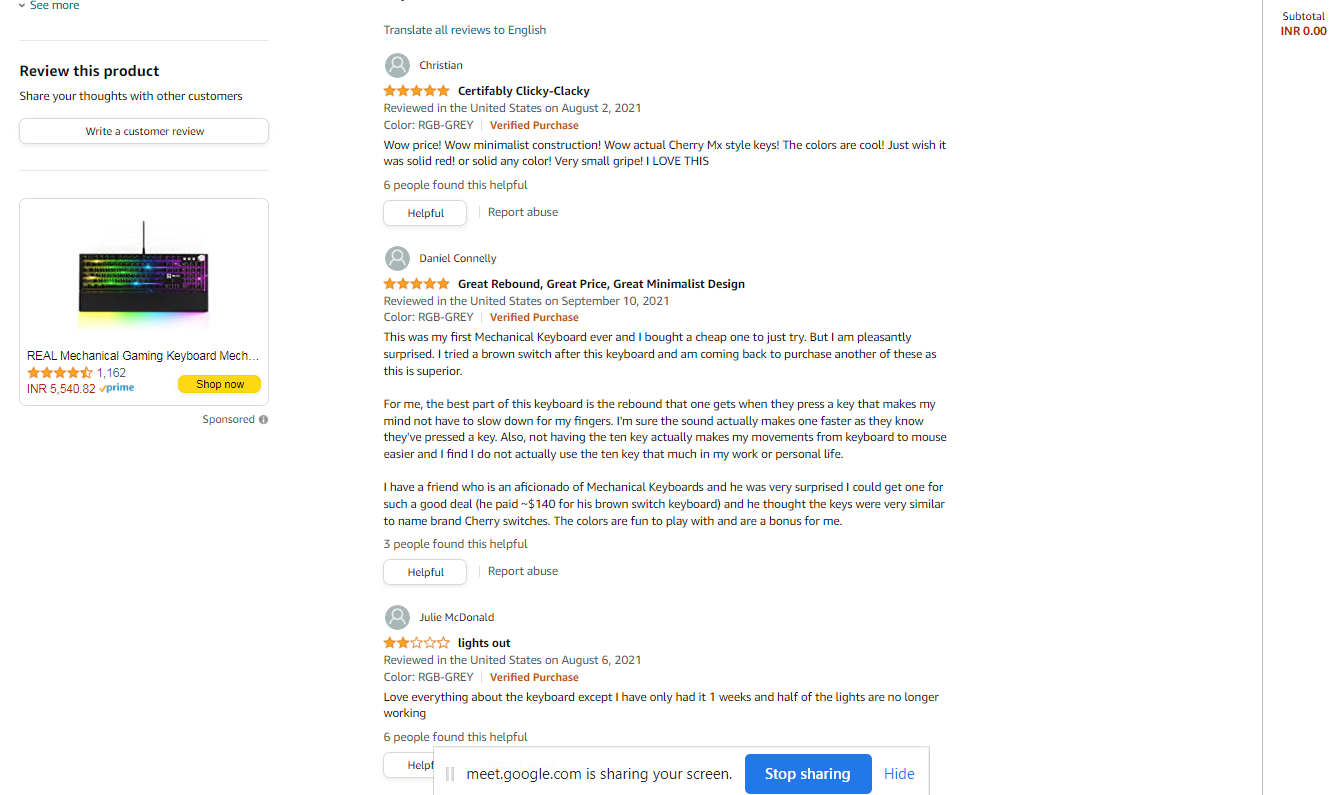 See more
Review this product
Share your thoughts with other customers
Write a customer review
REAL Mechanical Gaming Keyboard Mech...
1,162
INR 5,540.82 prime
Shop now
Sponsored
Translate all reviews to English
Christian
Certifably Clicky-Clacky
Reviewed in the United States on August 2, 2021
Color: RGB-GREY | Verified Purchase
Wow price! Wow minimalist construction! Wow actual Cherry Mx style keys! The colors are cool! Just wish it
was solid red! or solid any color! Very small gripe! I LOVE THIS
6 people found this helpful
Helpful | Report abuse
Daniel Connelly
Great Rebound, Great Price, Great Minimalist Design
Reviewed in the United States on September 10, 2021
Color: RGB-GREY | Verified Purchase
This was my first Mechanical Keyboard ever and I bought a cheap one to just try. But I am pleasantly
surprised. I tried a brown switch after this keyboard and am coming back to purchase another of these as
this is superior.
For me, the best part of this keyboard is the rebound that one gets when they press a key that makes my
mind not have to slow down for my fingers. I'm sure the sound actually makes one faster as they know
they've pressed a key. Also, not having the ten key actually makes my movements from keyboard to mouse
easier and I find I do not actually use the ten key that much in my work or personal life.
I have a friend who is an aficionado of Mechanical Keyboards and he was very surprised I could get one for
such a good deal (he paid ~$140 for his brown switch keyboard) and he thought the keys were very similar
to name brand Cherry switches. The colors are fun to play with and are a bonus for me.
3 people found this helpful
Helpful | Report abuse
Julie McDonald
lights out
Reviewed in the United States on August 6, 2021
Color: RGB-GREY | Verified Purchase
Love everything about the keyboard except I have only had it 1 weeks and half of the lights are no longer
working
6 people found this helpful
Helpf
meet.google.com is sharing your screen.
Stop sharing
Hide
Subtotal
INR 0.00